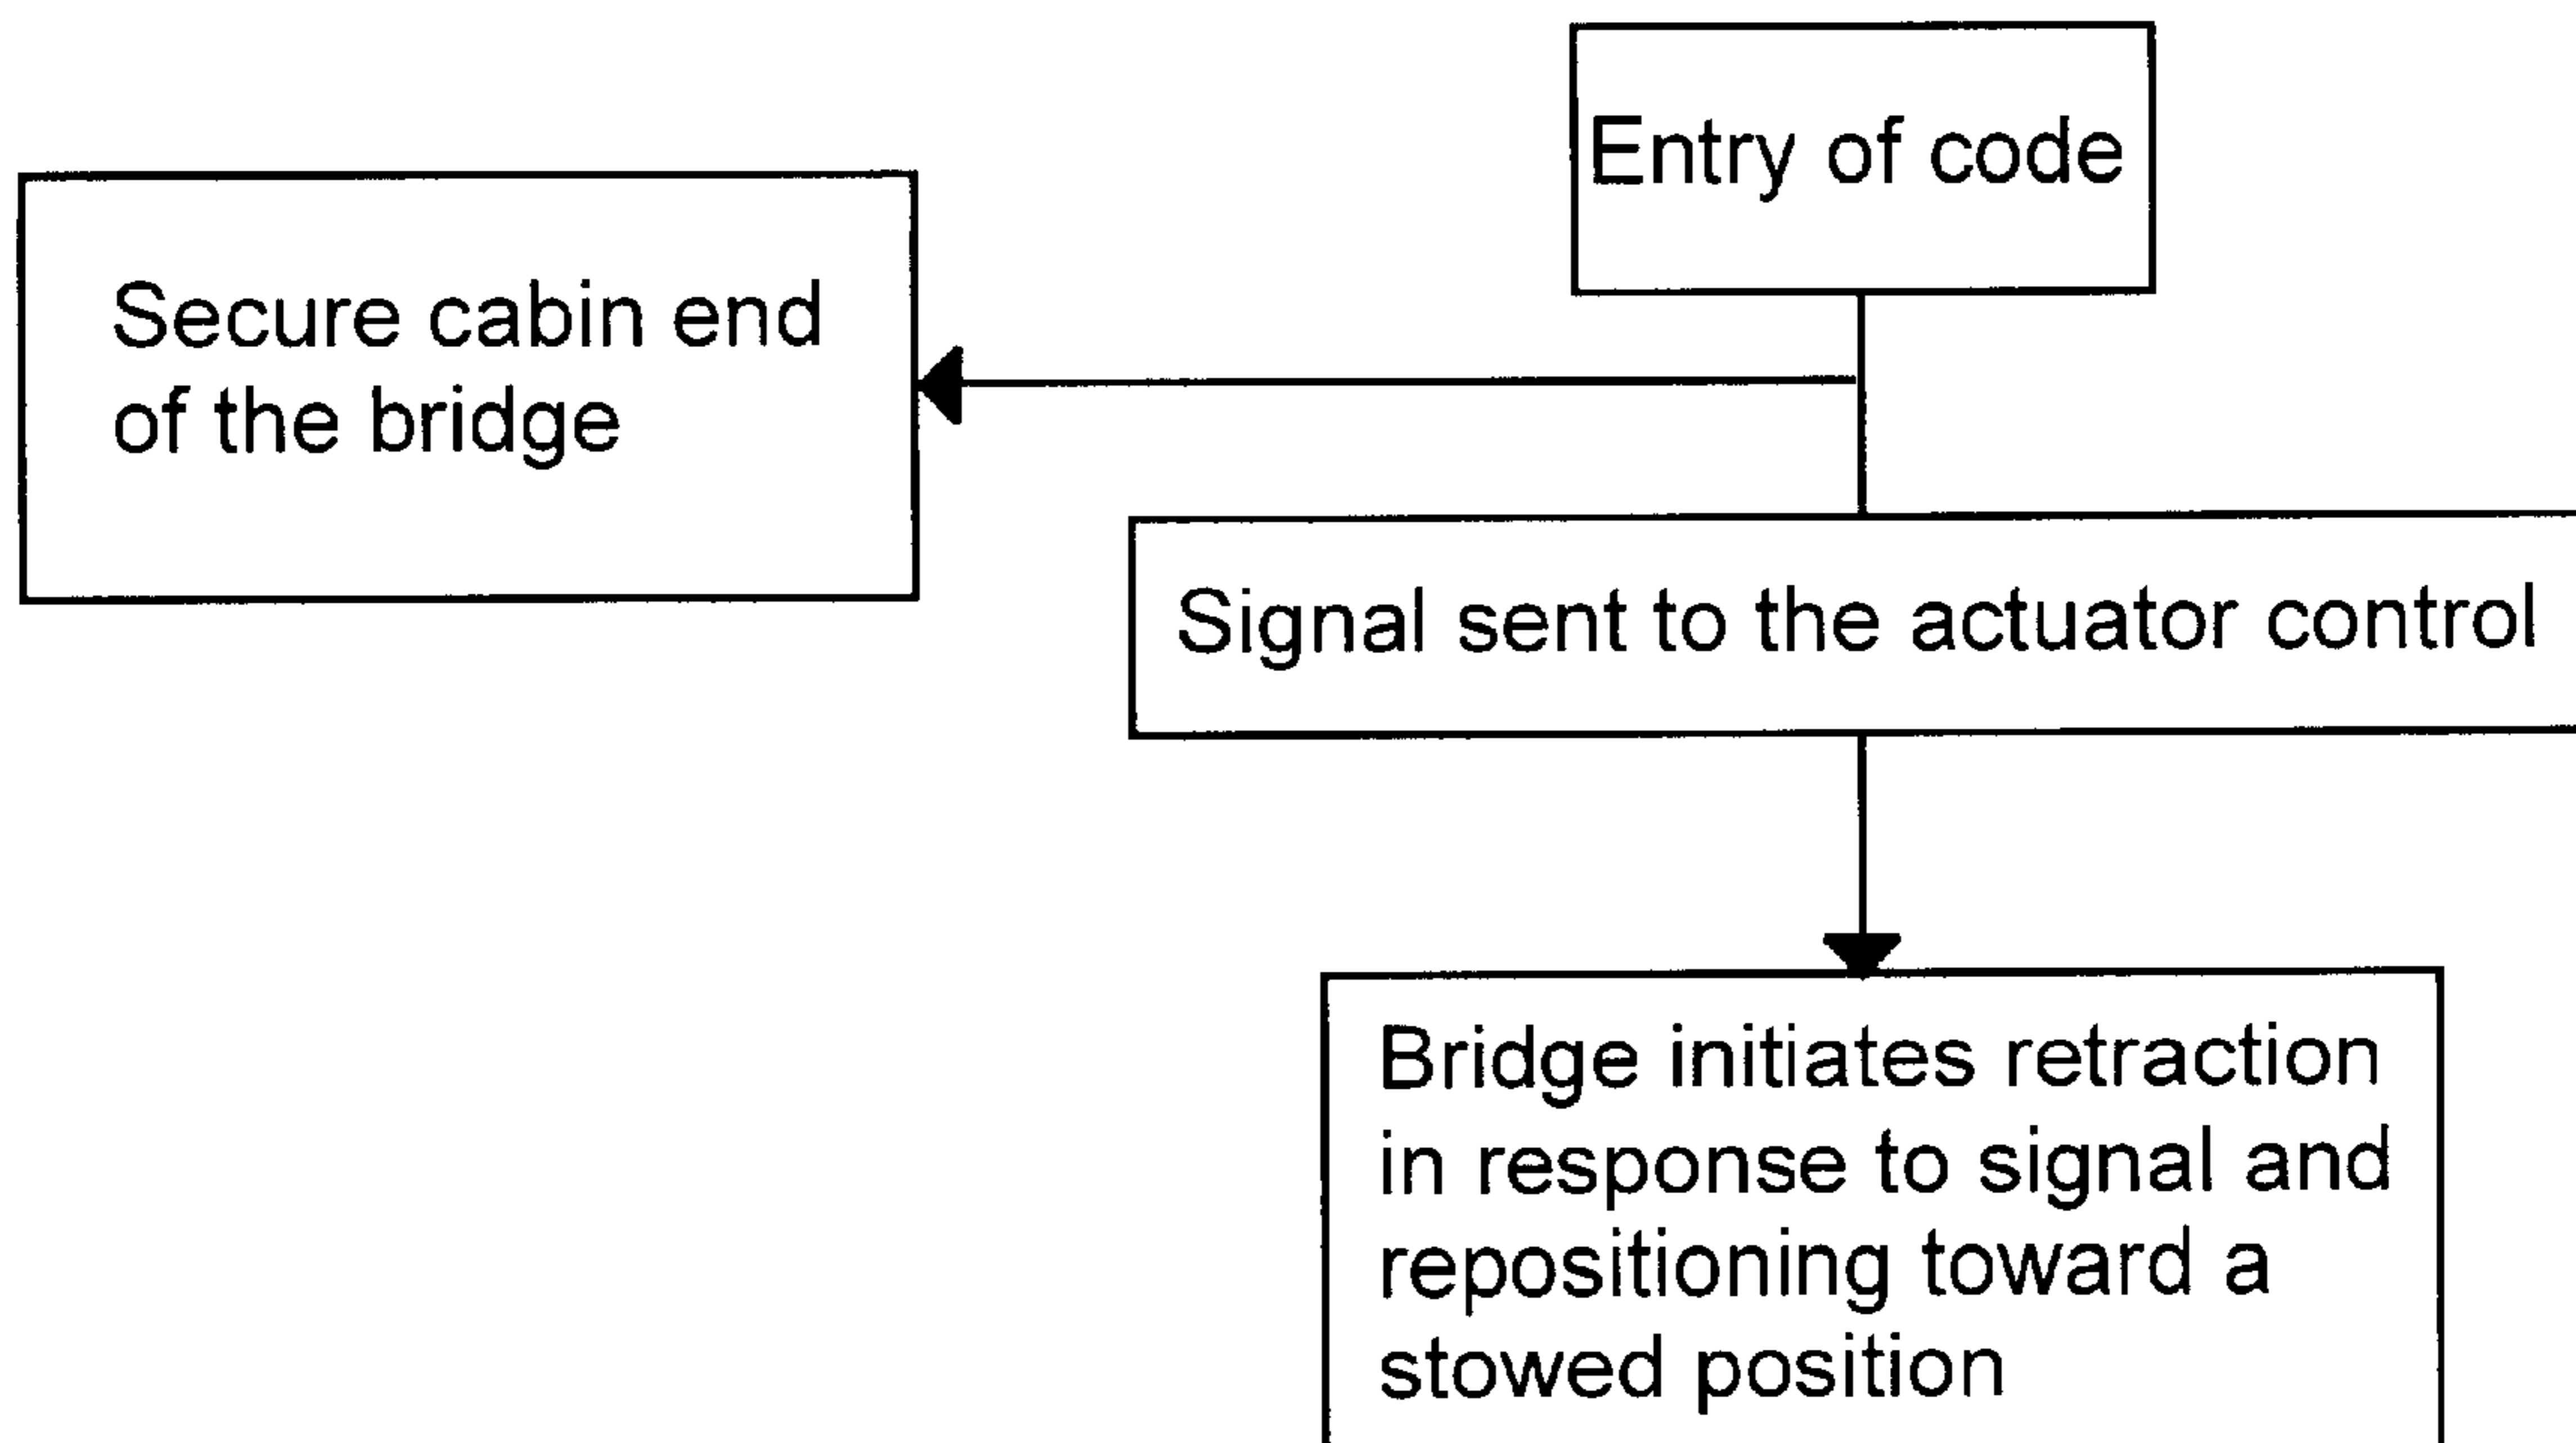 Entry of code
Secure cabin end
of the bridge
Signal sent to the actuator control
Bridge initiates retraction
in response to signal and
repositioning toward a
stowed position